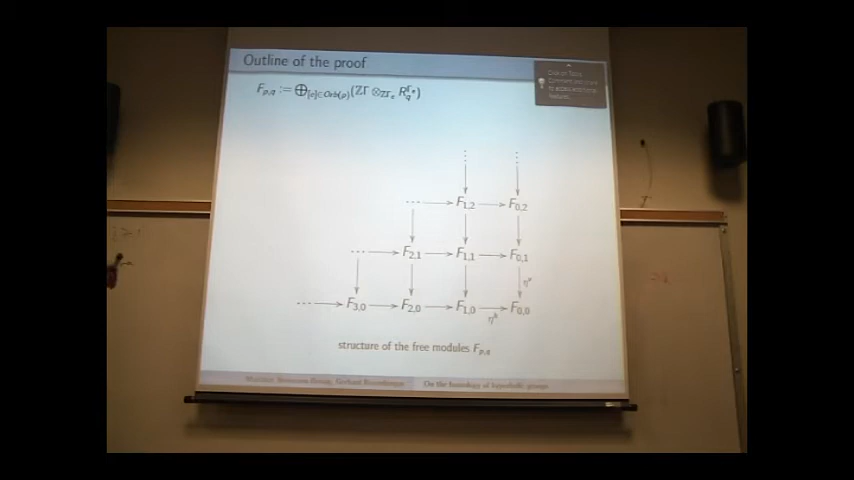 Outline of the proof
F_{p,q} := ⊕_{[e]∈Orb(p)}(ℤΓ ⊗_{ℤΓ_e} R_q^{Γ_e})
⋮ ⋮
⋯ F_{1,2} F_{0,2}
⋯ F_{2,1} F_{1,1} F_{0,1}
η^v
⋯ F_{3,0} F_{2,0} F_{1,0} F_{0,0}
η^h
structure of the free modules F_{p,q}
On the homology of hyperbolic groups